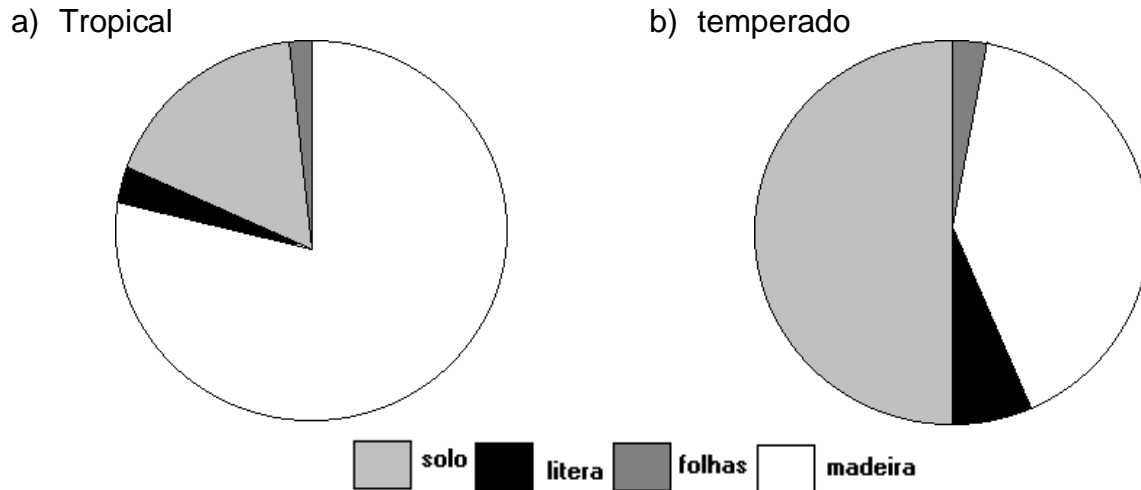 a) Tropical
b) temperado
solo
litera
folhas
madeira